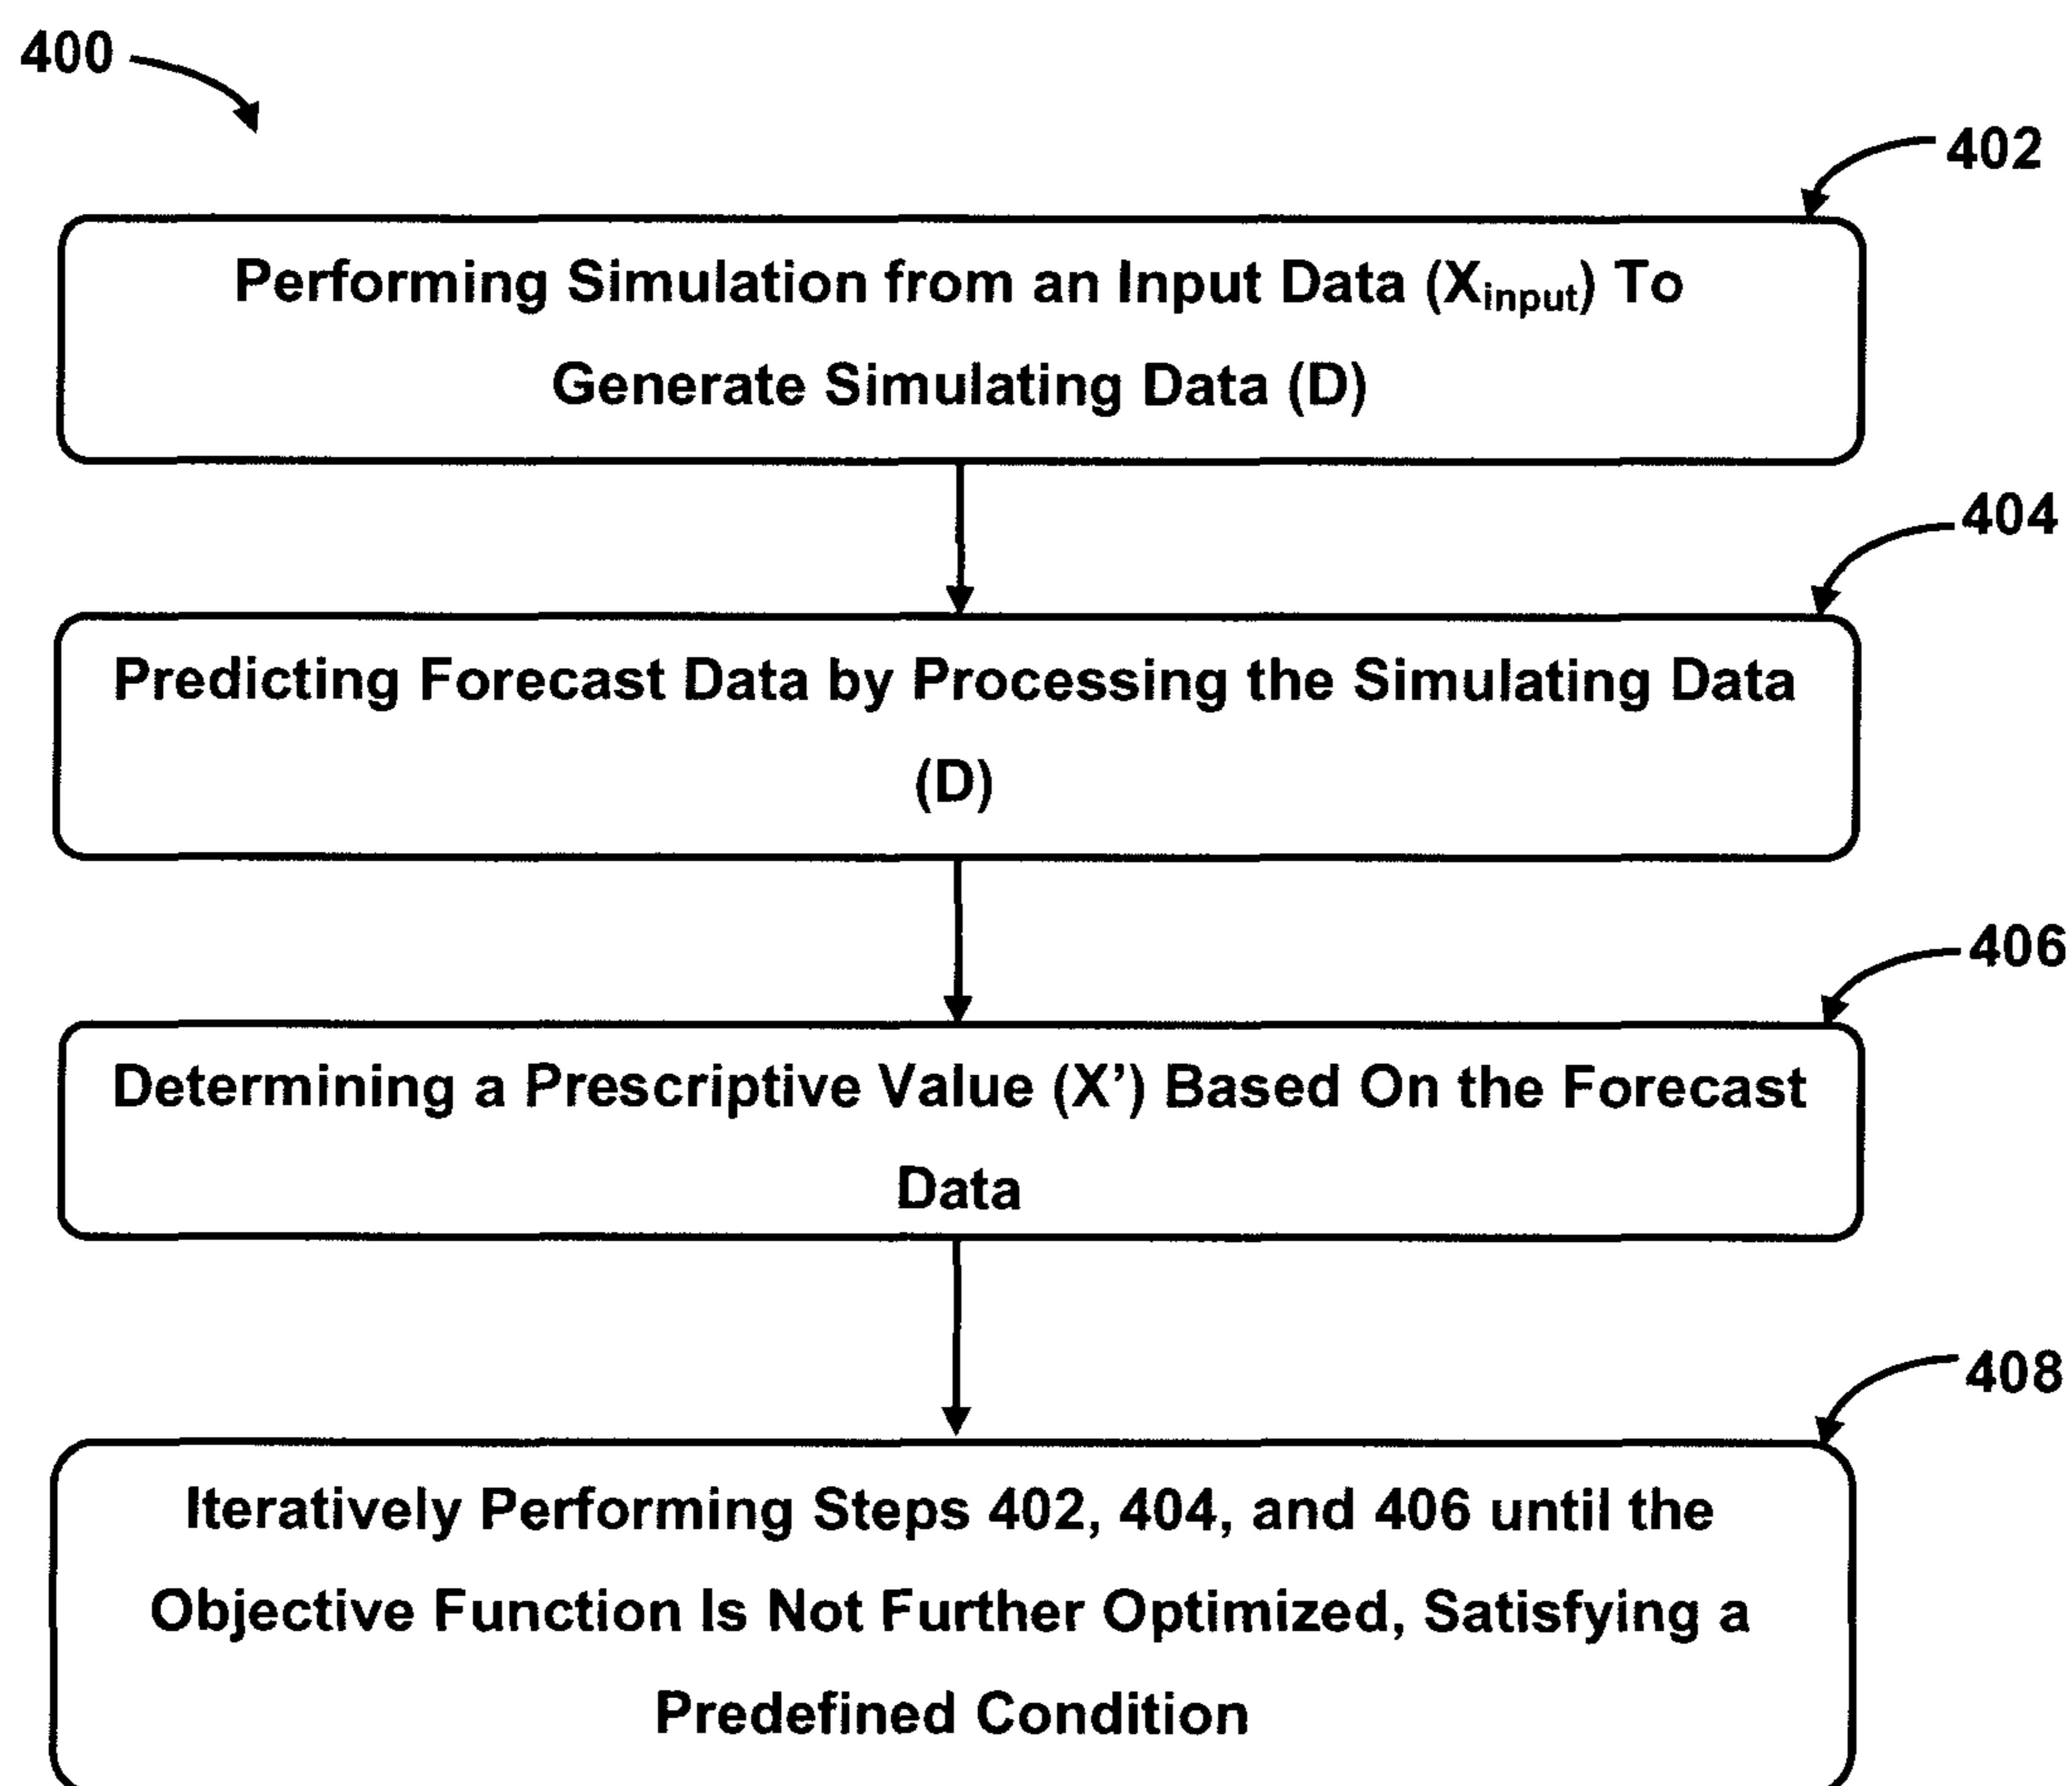 400
402
Performing Simulation from an Input Data (Xinput) To
Generate Simulating Data (D)
404
Predicting Forecast Data by Processing the Simulating Data
(D)
406
Determining a Prescriptive Value (X’) Based On the Forecast
Data
408
Iteratively Performing Steps 402, 404, and 406 until the
Objective Function Is Not Further Optimized, Satisfying a
Predefined Condition